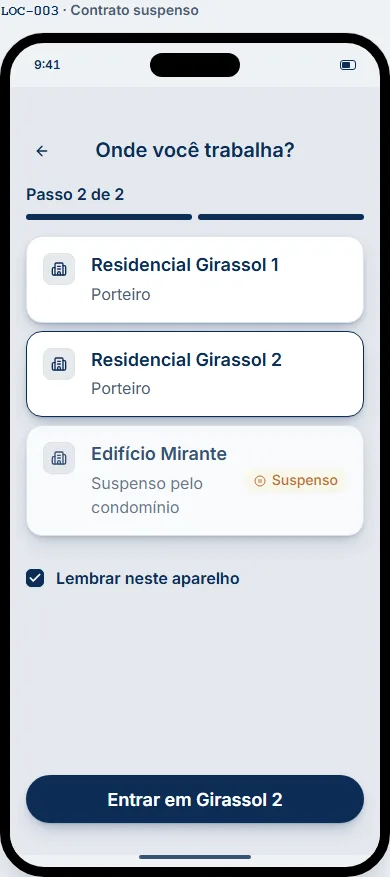 LOC-003 · Contrato suspenso
9:41
Onde você trabalha?
Passo 2 de 2
Residencial Girassol 1
Porteiro
Residencial Girassol 2
Porteiro
Edifício Mirante
Suspenso pelo
condomínio
Suspenso
Lembrar neste aparelho
Entrar em Girassol 2